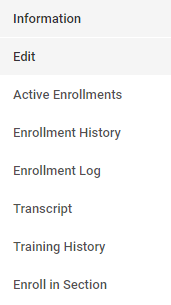 Information
Edit
Active Enrollments
Enrollment History
Enrollment Log
Transcript
Training History
Enroll in Section